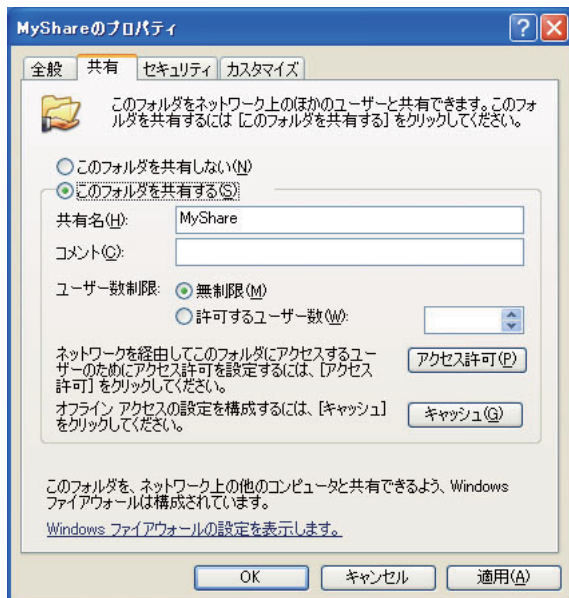 MyShareのプロパティ
全般 共有 セキュリティ カスタマイズ
このフォルダをネットワーク上のほかのユーザーと共有できます。このフォ
ルダを共有するには [このフォルダを共有する] をクリックしてください。
このフォルダを共有しない(N)
このフォルダを共有する(S)
共有名(H): MyShare
コメント(C):
ユーザー数制限: 無制限(M)
許可するユーザー数(W):
ネットワークを経由してこのフォルダにアクセスするユー
ザーのためにアクセス許可を設定するには、[アクセス
許可] をクリックしてください。
アクセス許可(P)
オフライン アクセスの設定を構成するには、[キャッシュ]
をクリックしてください。
キャッシュ(G)
このフォルダを、ネットワーク上の他のコンピュータと共有できるよう、Windows
ファイアウォールは構成されています。
Windows ファイアウォールの設定を表示します。
OK キャンセル 適用(A)